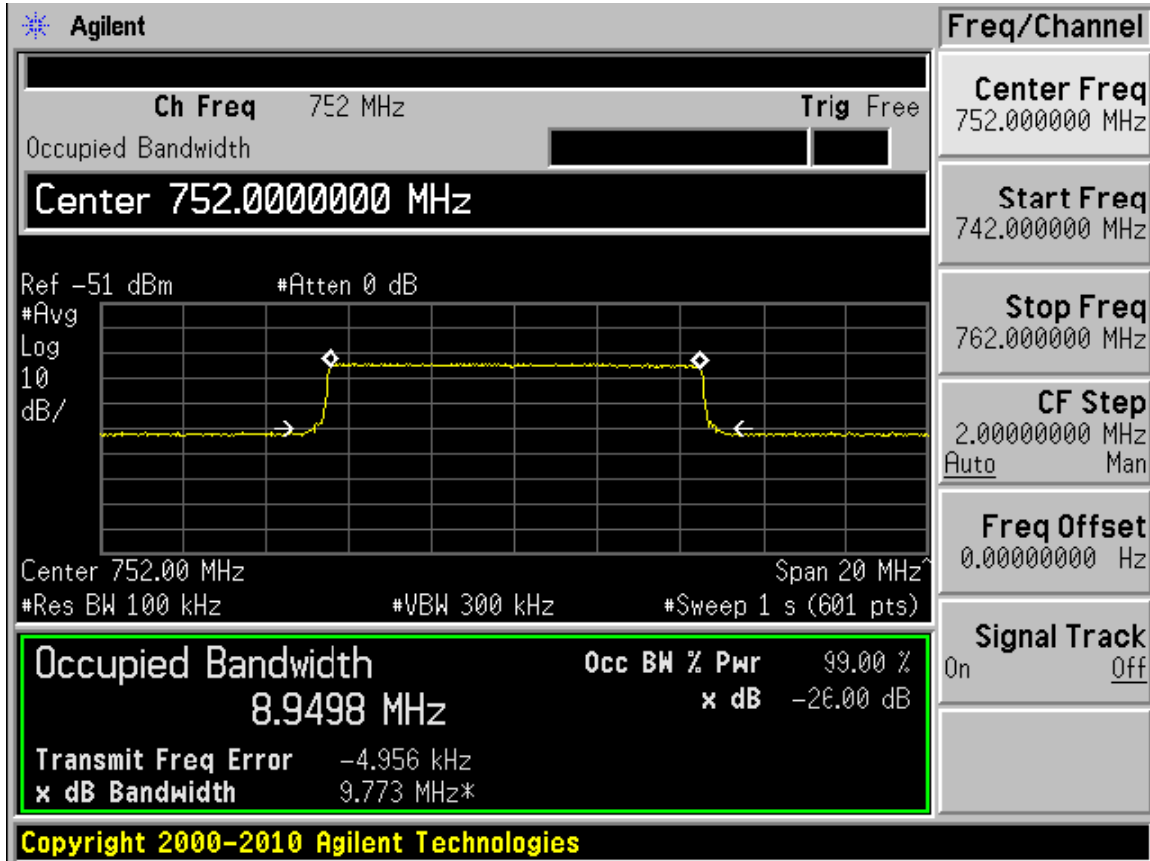 Agilent
Freq/Channel
Ch Freq 752 MHz Trig Free
Occupied Bandwidth
Center 752.0000000 MHz
Ref -51 dBm #Atten 0 dB
#Avg
Log
10
dB/
Center 752.00 MHz Span 20 MHz^
#Res BW 100 kHz #VBW 300 kHz #Sweep 1 s (601 pts)
Occupied Bandwidth
8.9498 MHz
Occ BW % Pwr 99.00 %
x dB -26.00 dB
Transmit Freq Error -4.956 kHz
x dB Bandwidth 9.773 MHz*
Copyright 2000-2010 Agilent Technologies
Center Freq
752.000000 MHz
Start Freq
742.000000 MHz
Stop Freq
762.000000 MHz
CF Step
2.00000000 MHz
Auto Man
Freq Offset
0.00000000 Hz
Signal Track
On Off